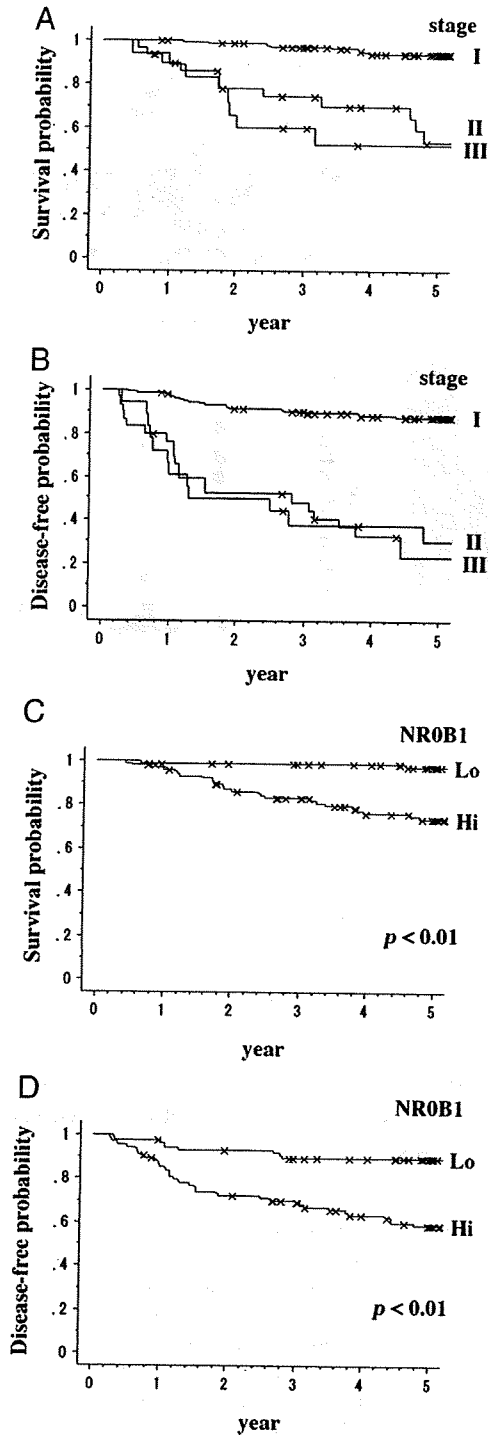 A
stage
Survival probability
1
.8
.6
.4
.2
0
I
II
III
0 1 2 3 4 5
year
B
stage
Disease-free probability
1
.8
.6
.4
.2
0
I
II
III
0 1 2 3 4 5
year
C
NR0B1
Survival probability
1
.8
.6
.4
.2
0
Lo
Hi
p < 0.01
0 1 2 3 4 5
year
D
NR0B1
Disease-free probability
1
.8
.6
.4
.2
0
Lo
Hi
p < 0.01
0 1 2 3 4 5
year